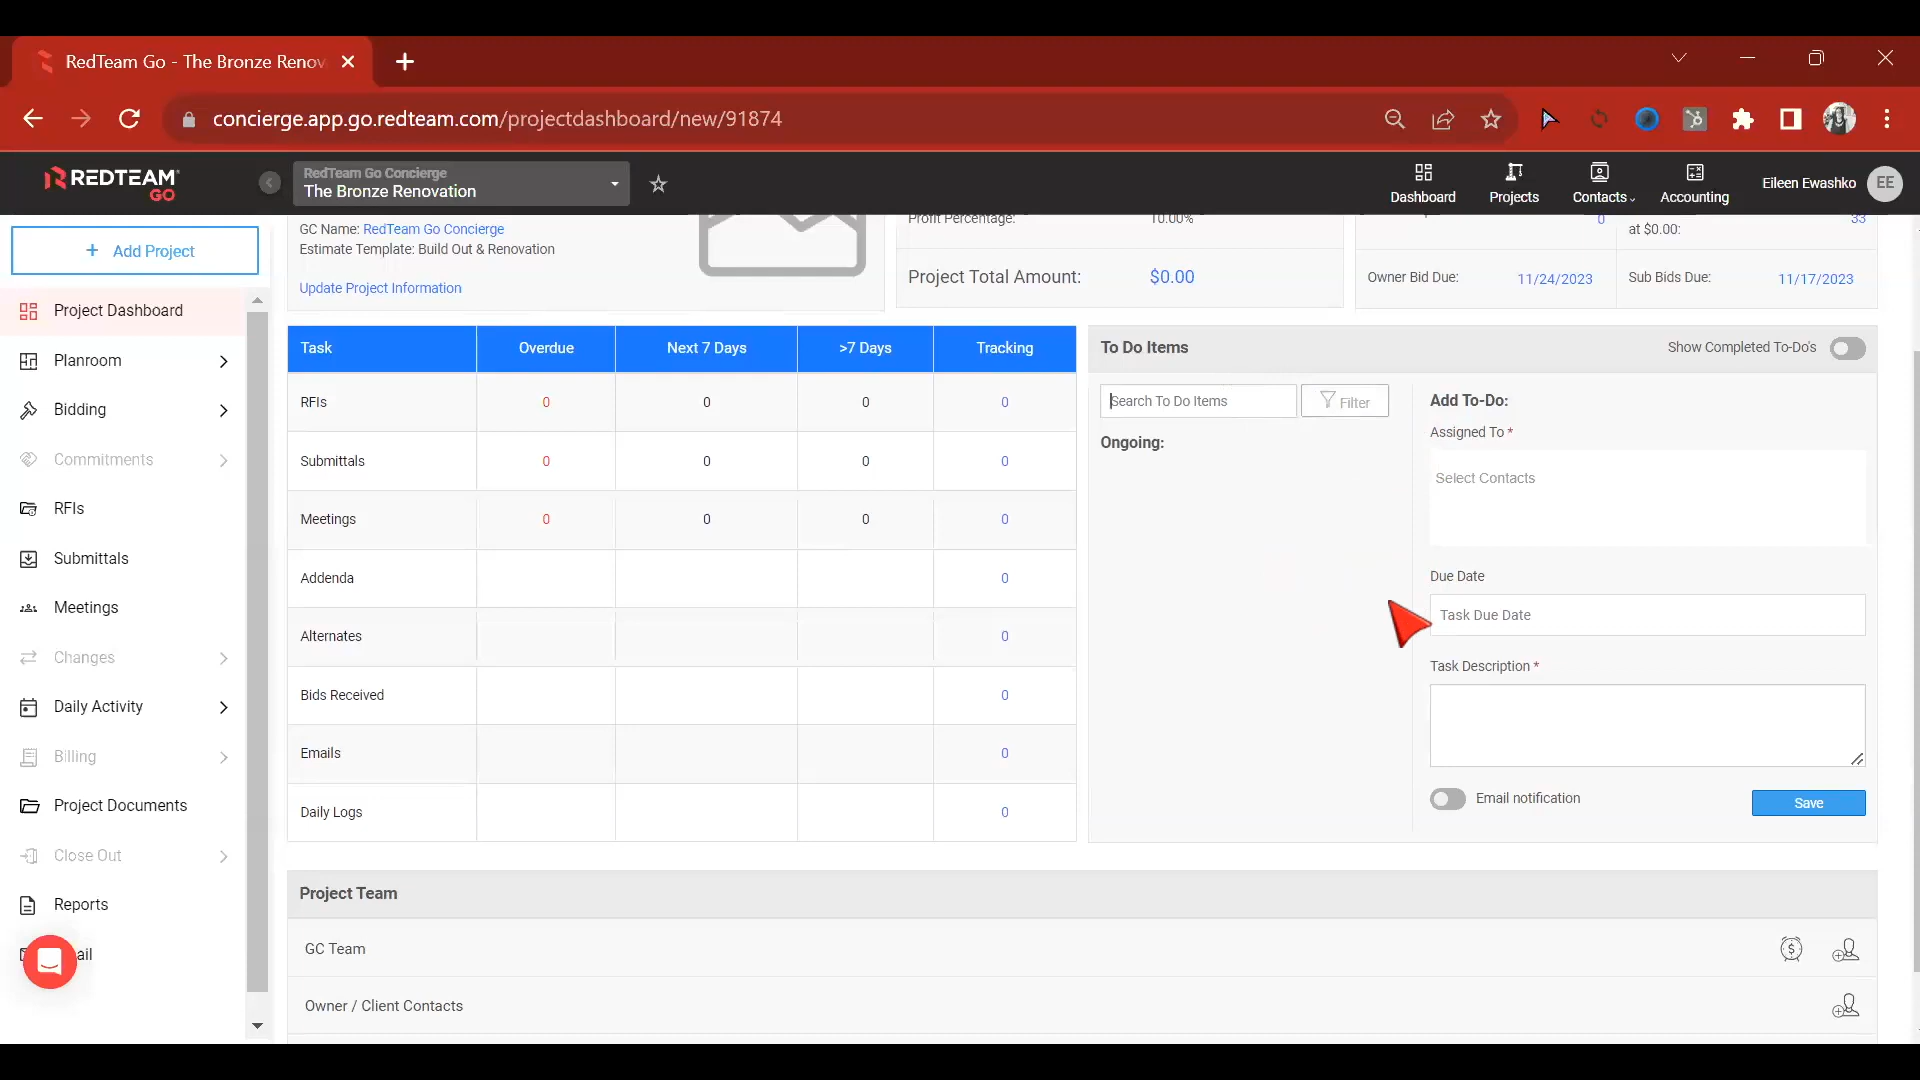 RedTeam Go - The Bronze Renov
concierge.app.go.redteam.com/projectdashboard/new/91874
REDTEAM GO
RedTeam Go Concierge
The Bronze Renovation
Dashboard
Projects
Contacts
Accounting
Eileen Ewashko
EE
Add Project
Project Dashboard
Planroom
Bidding
Commitments
RFIs
Submittals
Meetings
Changes
Daily Activity
Billing
Project Documents
Close Out
Reports
ail
GC Name: RedTeam Go Concierge
Estimate Template: Build Out & Renovation
Update Project Information
Profit Percentage: 10.00%
Project Total Amount: $0.00
0
at $0.00: 33
Owner Bid Due: 11/24/2023
Sub Bids Due: 11/17/2023
Task Overdue Next 7 Days >7 Days Tracking
RFIs 0 0 0 0
Submittals 0 0 0 0
Meetings 0 0 0 0
Addenda 0
Alternates 0
Bids Received 0
Emails 0
Daily Logs 0
To Do Items
Show Completed To-Do's
Search To Do Items
Filter
Ongoing:
Add To-Do:
Assigned To *
Select Contacts
Due Date
Task Due Date
Task Description *
Email notification
Save
Project Team
GC Team
Owner / Client Contacts